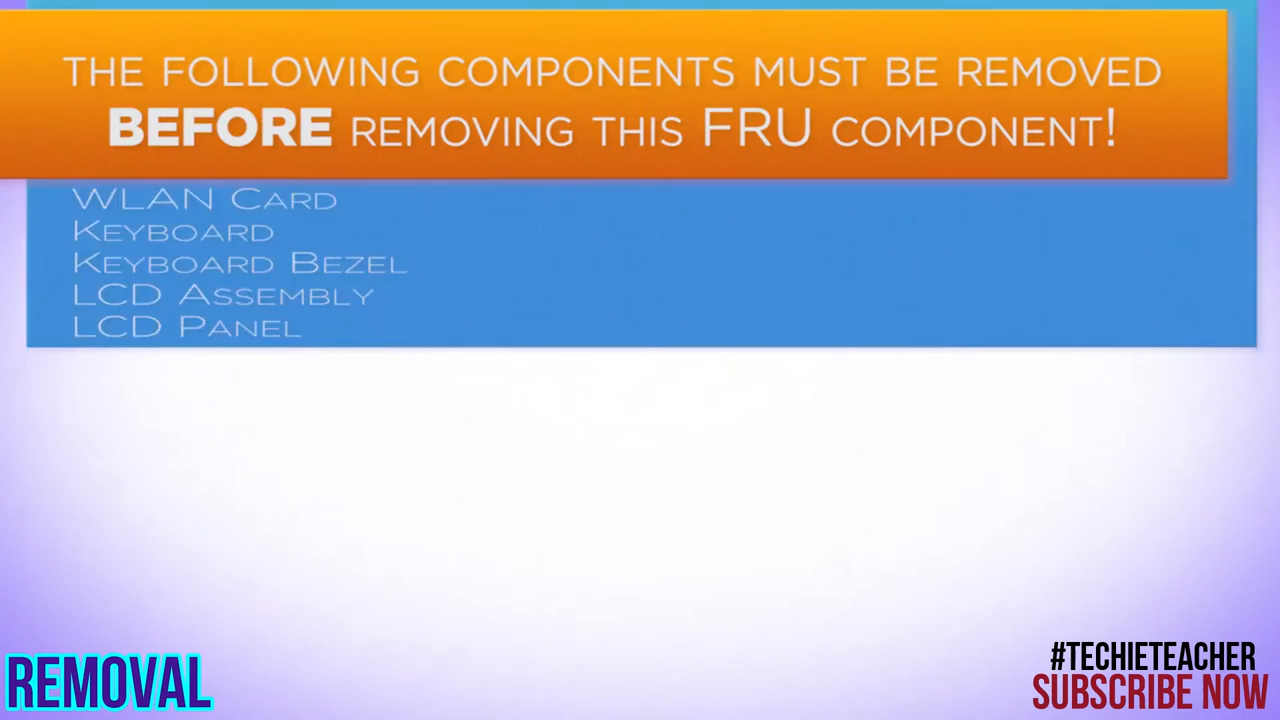 THE FOLLOWING COMPONENTS MUST BE REMOVED
BEFORE REMOVING THIS FRU COMPONENT!
WLAN CARD
KEYBOARD
KEYBOARD BEZEL
LCD ASSEMBLY
LCD PANEL
REMOVAL
#TECHIETEACHER
SUBSCRIBE NOW